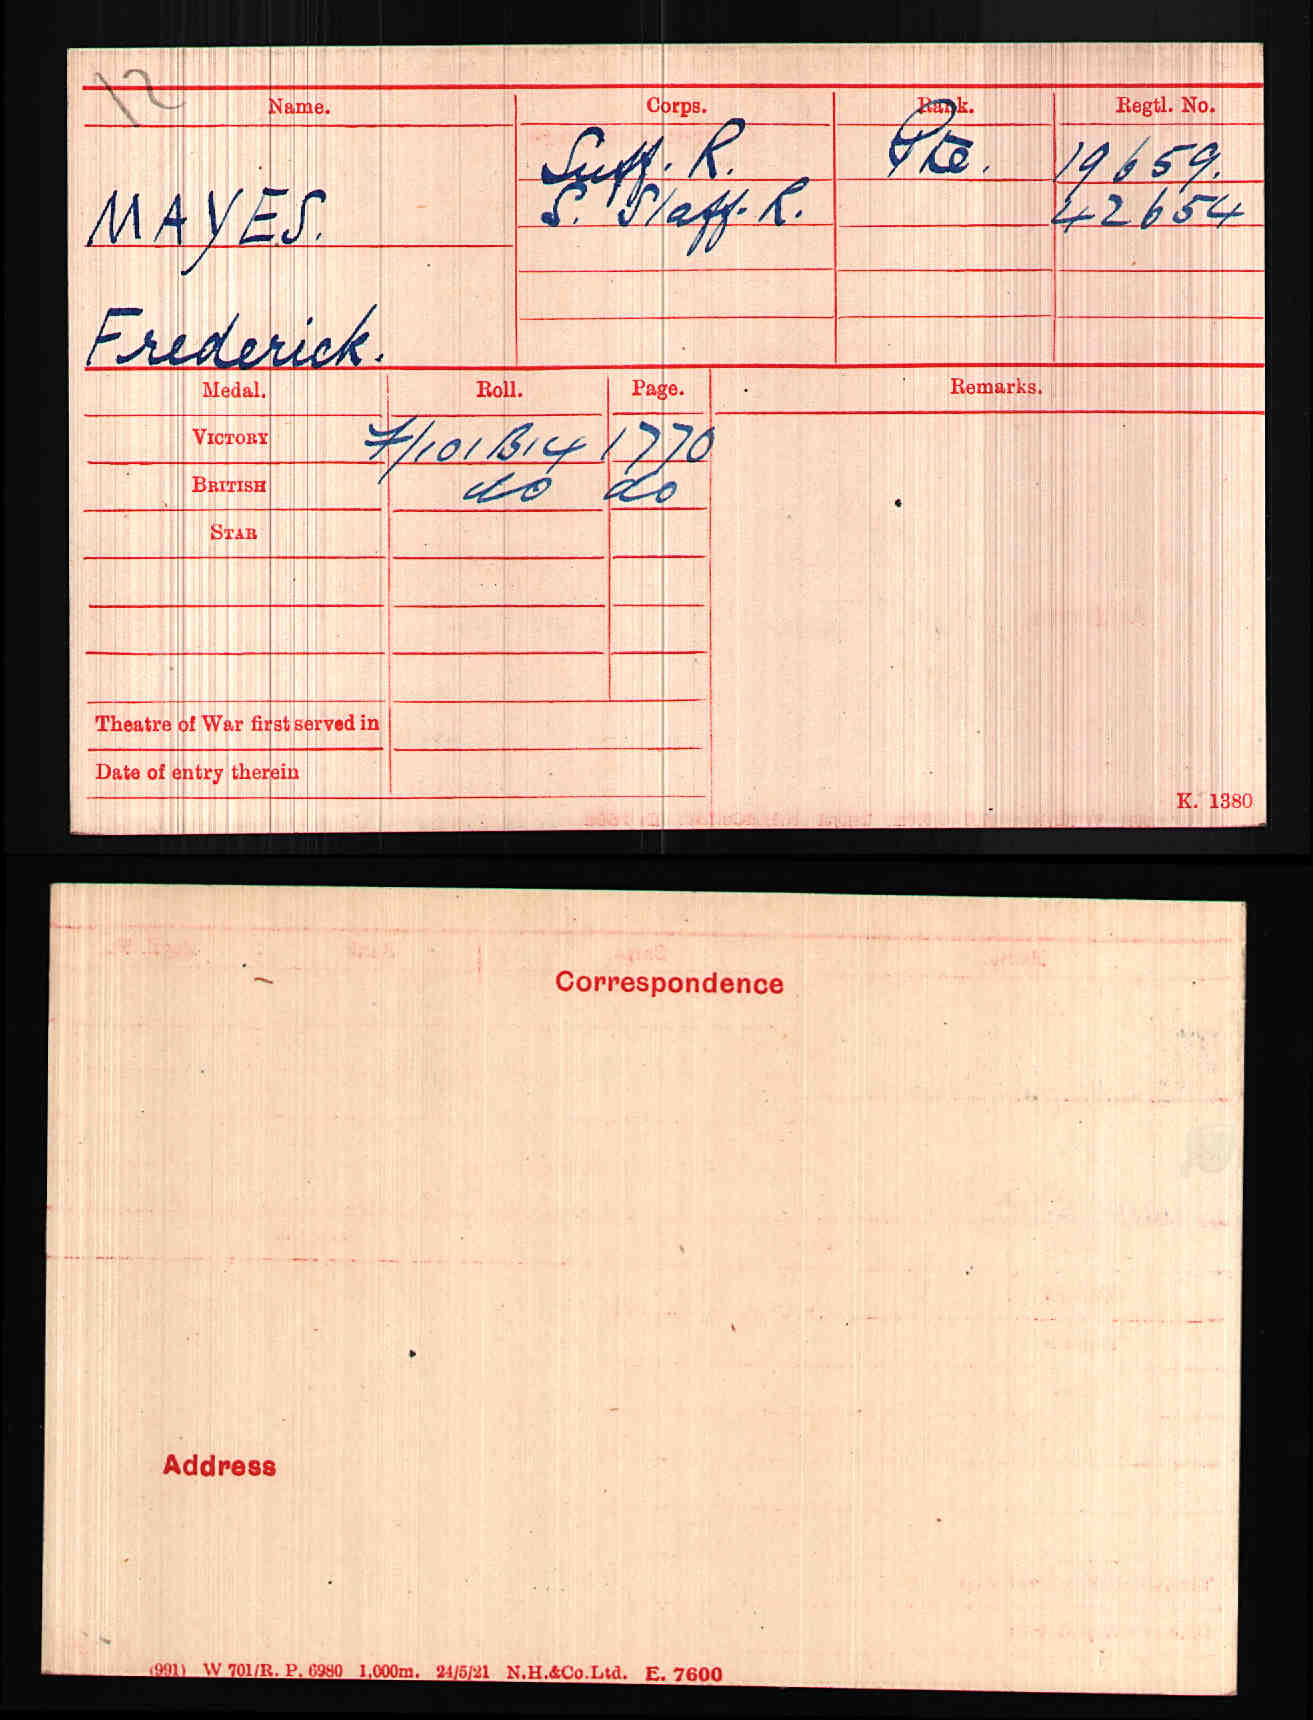 12
Name. Corps. Rank. Regtl. No.
Suff. R. Pte. 19659.
MAYES. S. Staff. R. 42654
Frederick.
Medal. Roll. Page. Remarks.
VICTORY F/101B14 1770
BRITISH do do
STAR
Theatre of War first served in
Date of entry therein
K. 1380
Correspondence
Address
(991) W 701/R. P. 6980 1,000m. 24/5/21 N.H.&Co.Ltd. E. 7600